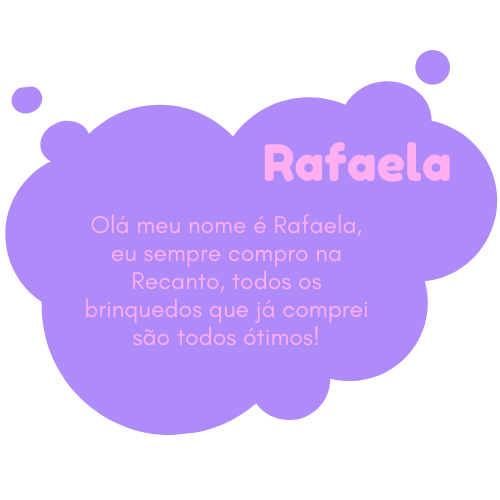 Rafaela
Olá meu nome é Rafaela,
eu sempre compro na
Recanto, todos os
brinquedos que já comprei
são todos ótimos!